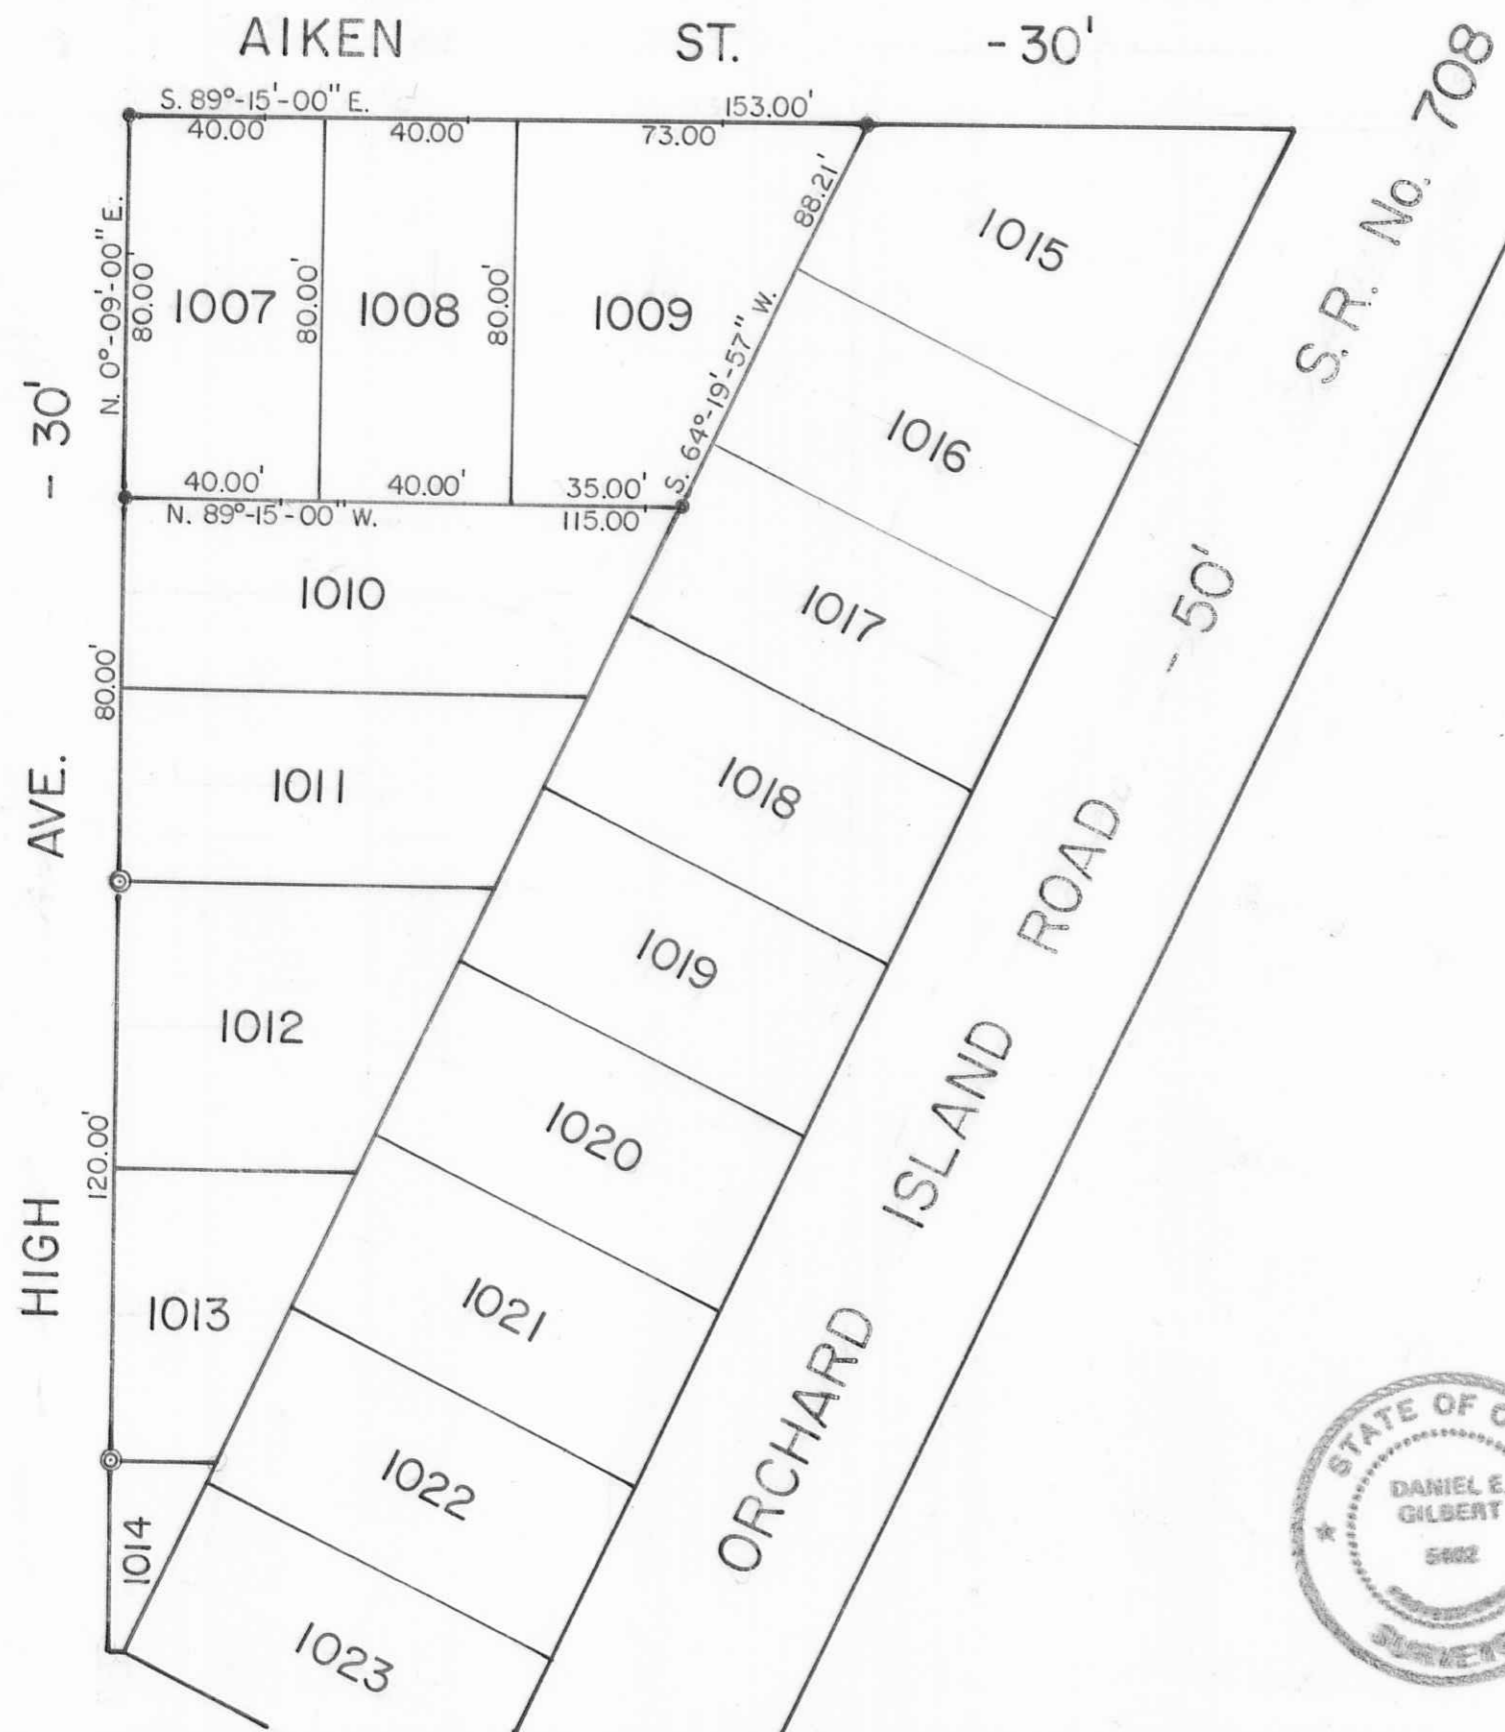 AIKEN ST. - 30'
S. 89°-15'-00" E. 153.00'
40.00 40.00 73.00
N. 0°-09'-00" E.
80.00
1007
80.00'
1008
80.00'
1009
88.21'
S. 64°-19'-57" W.
40.00' 40.00' 35.00'
N. 89°-15'-00" W. 115.00'
HIGH AVE. - 30'
80.00'
120.00'
1010
1011
1012
1013
1014
1015
1016
1017
1018
1019
1020
1021
1022
1023
ORCHARD ISLAND ROAD - 50'
S. R. No. 708
STATE OF
DANIEL E.
GILBERT